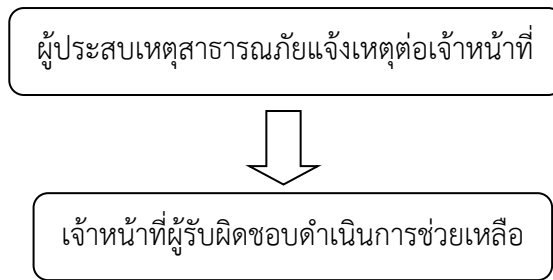 ผู้ประสบเหตุสาธารณภัยแจ้งเหตุต่อเจ้าหน้าที่
เจ้าหน้าที่ผู้รับผิดชอบดำเนินการช่วยเหลือ